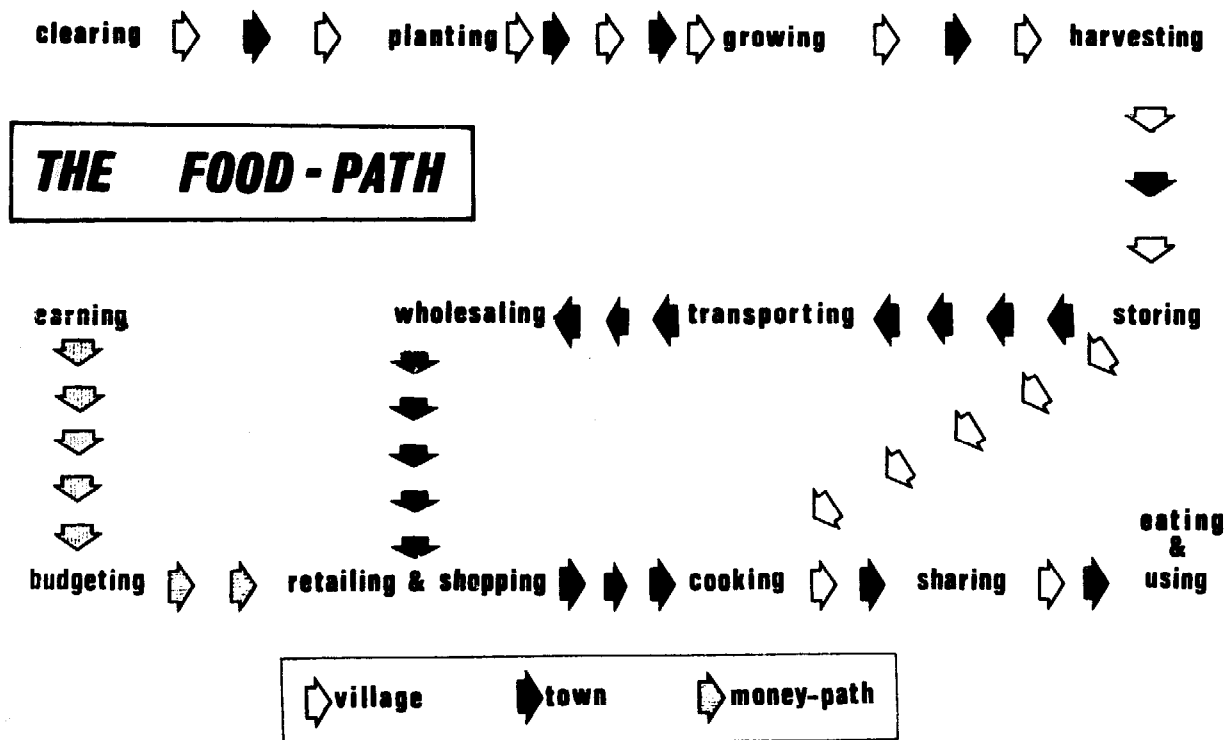 clearing planting growing harvesting
THE FOOD-PATH
earning wholesaling transporting storing
eating
&
budgeting retailing & shopping cooking sharing using
village town money-path